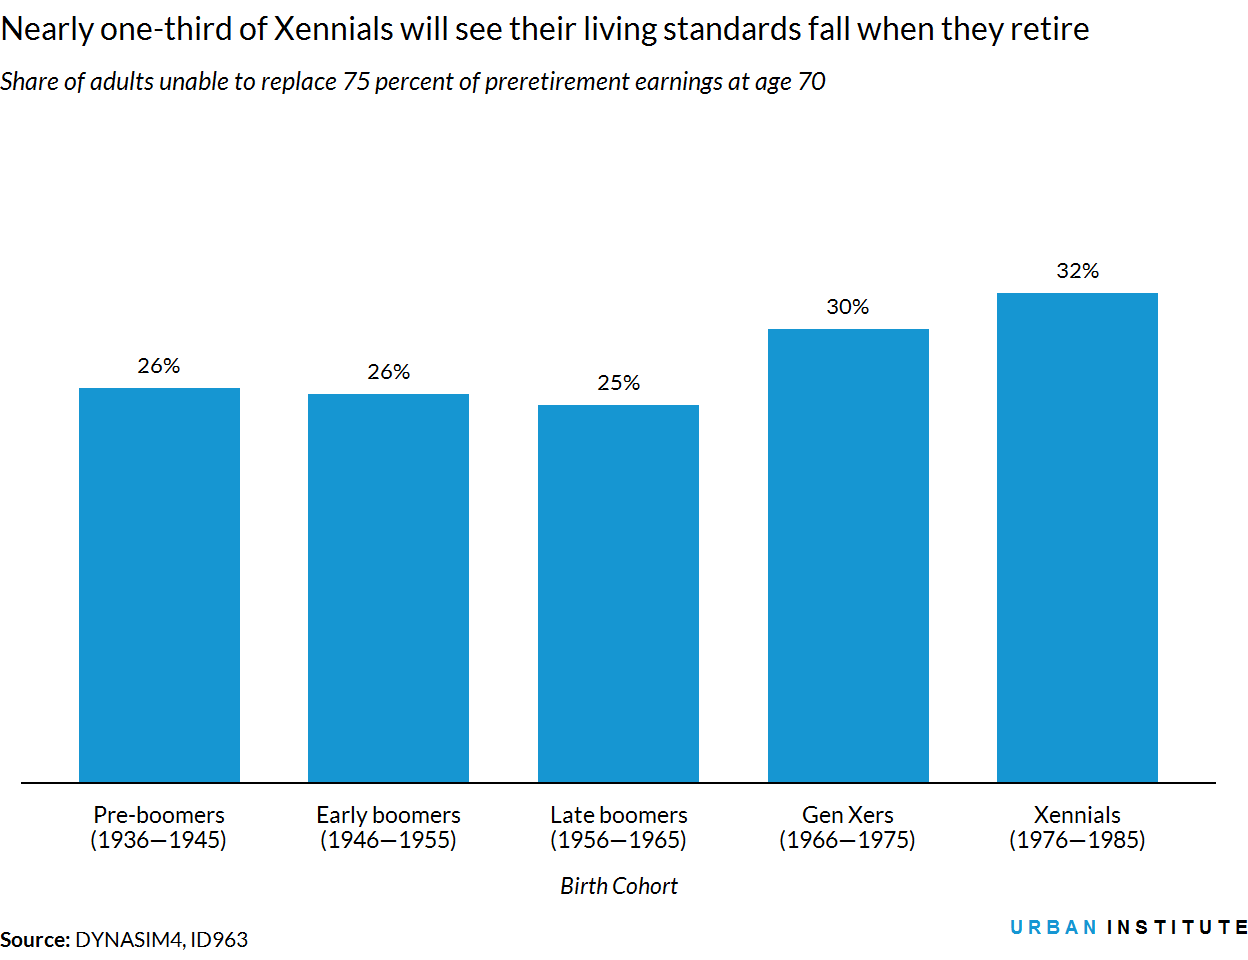 Nearly one-third of Xennials will see their living standards fall when they retire
Share of adults unable to replace 75 percent of preretirement earnings at age 70
26%
26%
25%
30%
32%
Pre-boomers
(1936—1945)
Early boomers
(1946—1955)
Late boomers
(1956—1965)
Gen Xers
(1966—1975)
Xennials
(1976—1985)
Birth Cohort
URBAN INSTITUTE
Source: DYNASIM4, ID963